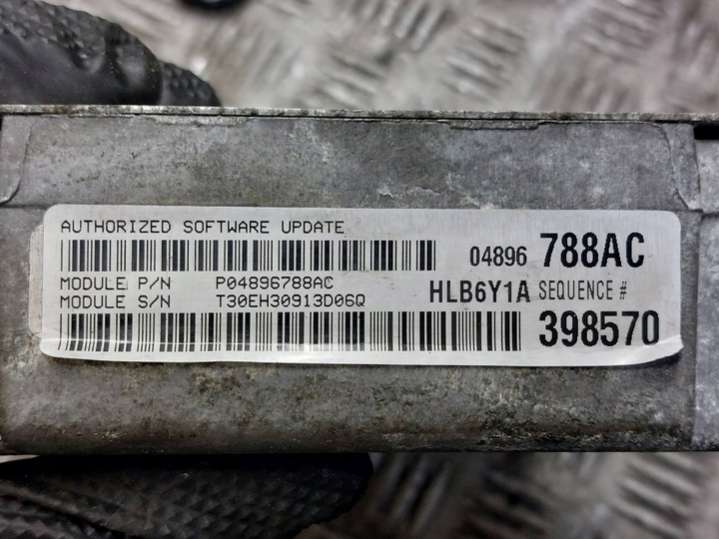 AUTHORIZED SOFTWARE UPDATE
04896 788AC
MODULE P/N P04896788AC
MODULE S/N T30EH30913D06Q
HLB6Y1A SEQUENCE #
398570